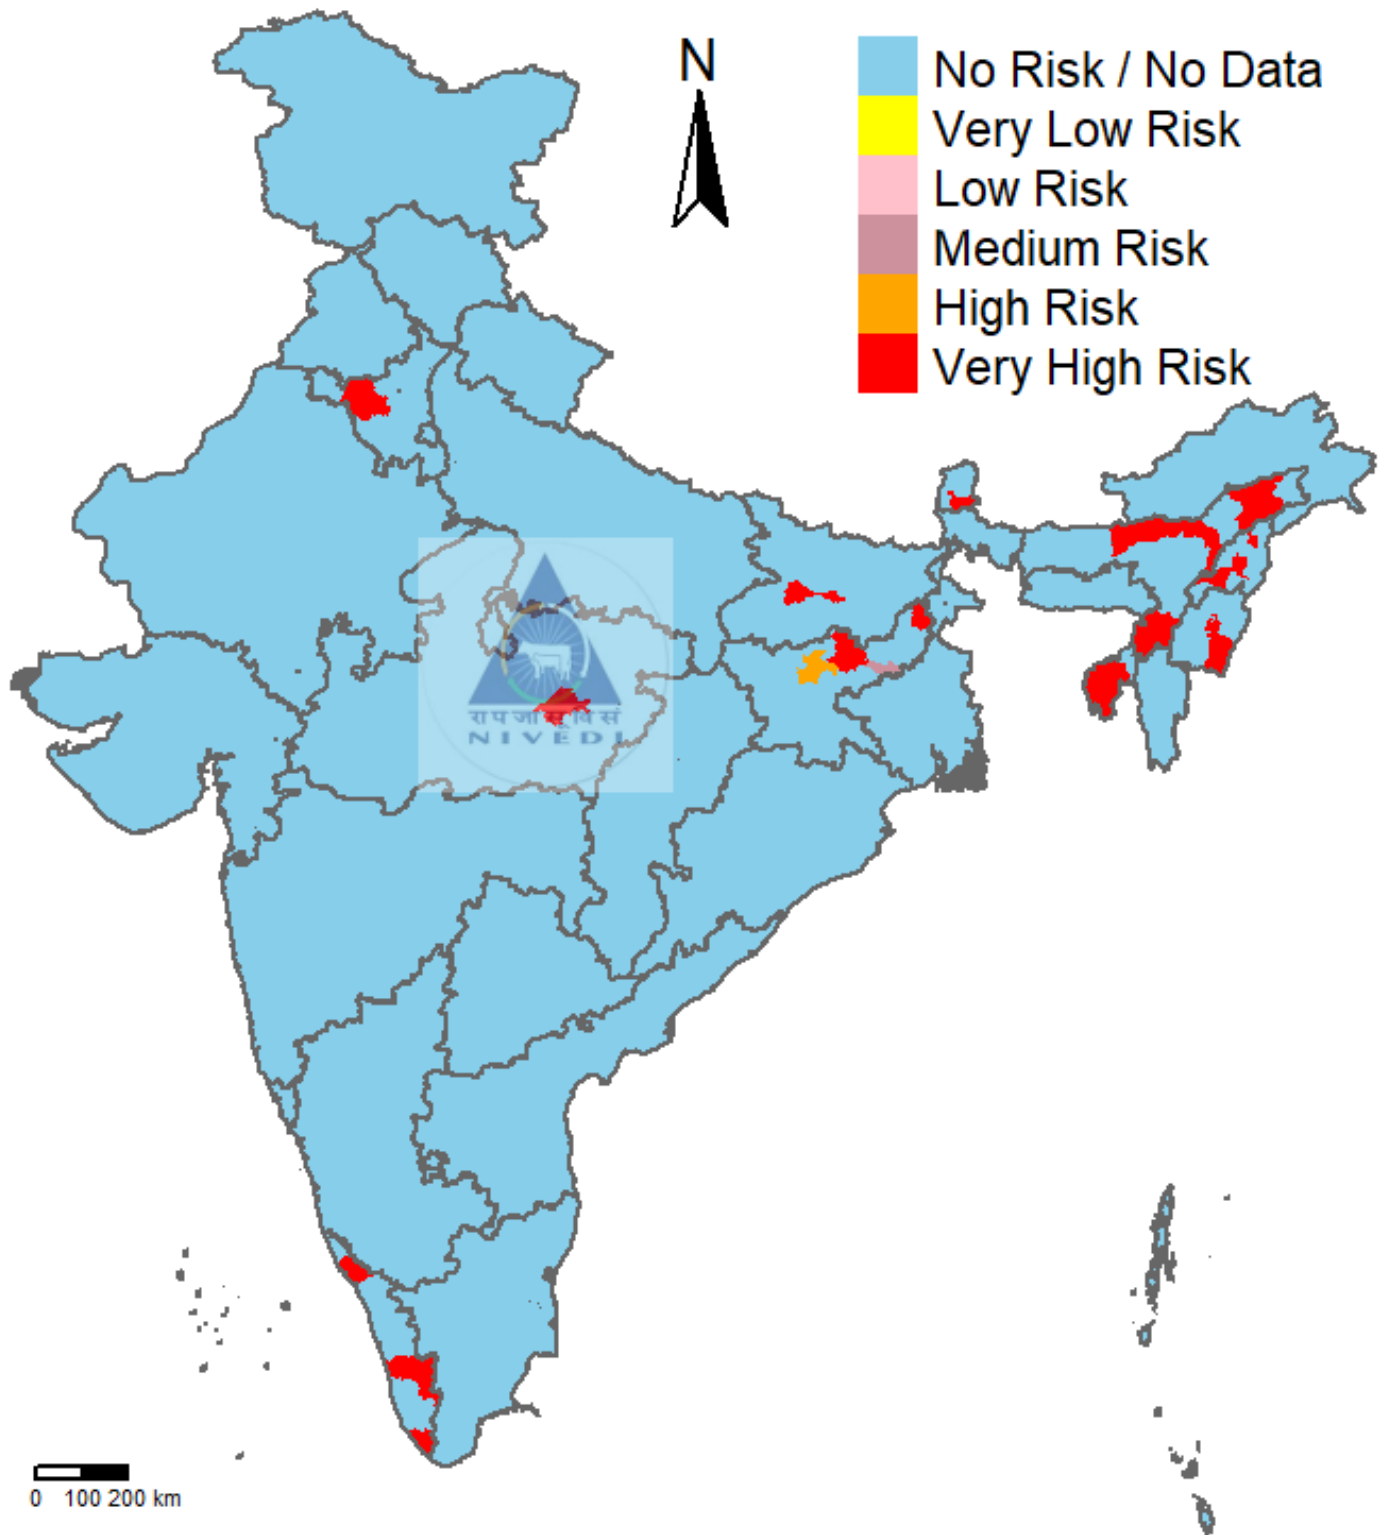 N
No Risk / No Data
Very Low Risk
Low Risk
Medium Risk
High Risk
Very High Risk
रा प जा सू वि सं
NIVEDI
0 100 200 km